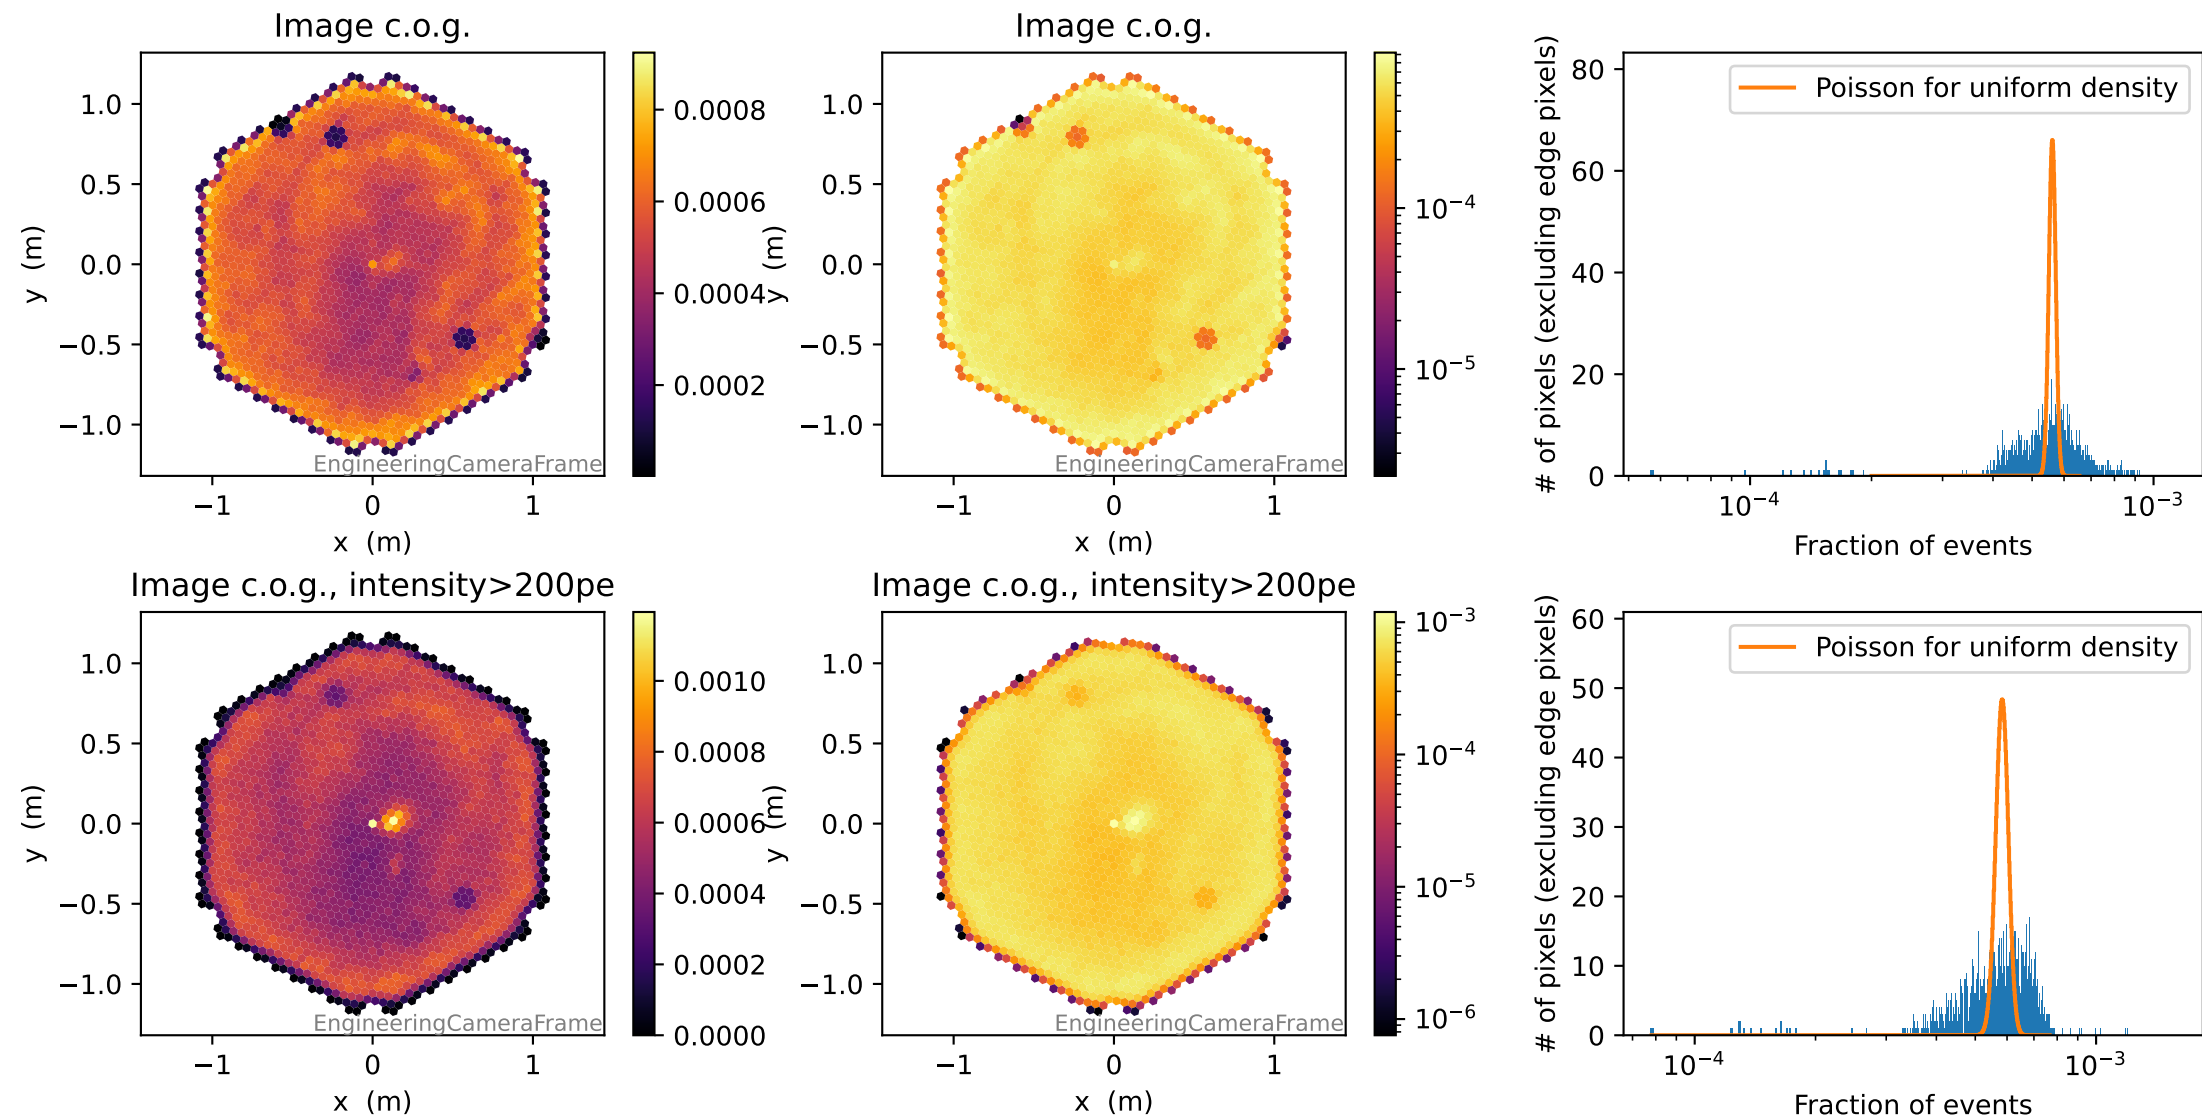 Image c.o.g.
y (m)
1.0
0.5
0.0
−0.5
−1.0
−1
0
1
x (m)
EngineeringCameraFrame
0.0008
0.0006
0.0004
0.0002
Image c.o.g.
y (m)
1.0
0.5
0.0
−0.5
−1.0
−1
0
1
x (m)
EngineeringCameraFrame
10−4
10−5
# of pixels (excluding edge pixels)
80
60
40
20
0
Poisson for uniform density
10−4
10−3
Fraction of events
Image c.o.g., intensity>200pe
y (m)
1.0
0.5
0.0
−0.5
−1.0
−1
0
1
x (m)
EngineeringCameraFrame
0.0010
0.0008
0.0006
0.0004
0.0002
0.0000
Image c.o.g., intensity>200pe
y (m)
1.0
0.5
0.0
−0.5
−1.0
−1
0
1
x (m)
EngineeringCameraFrame
10−3
10−4
10−5
10−6
# of pixels (excluding edge pixels)
60
50
40
30
20
10
0
Poisson for uniform density
10−4
10−3
Fraction of events